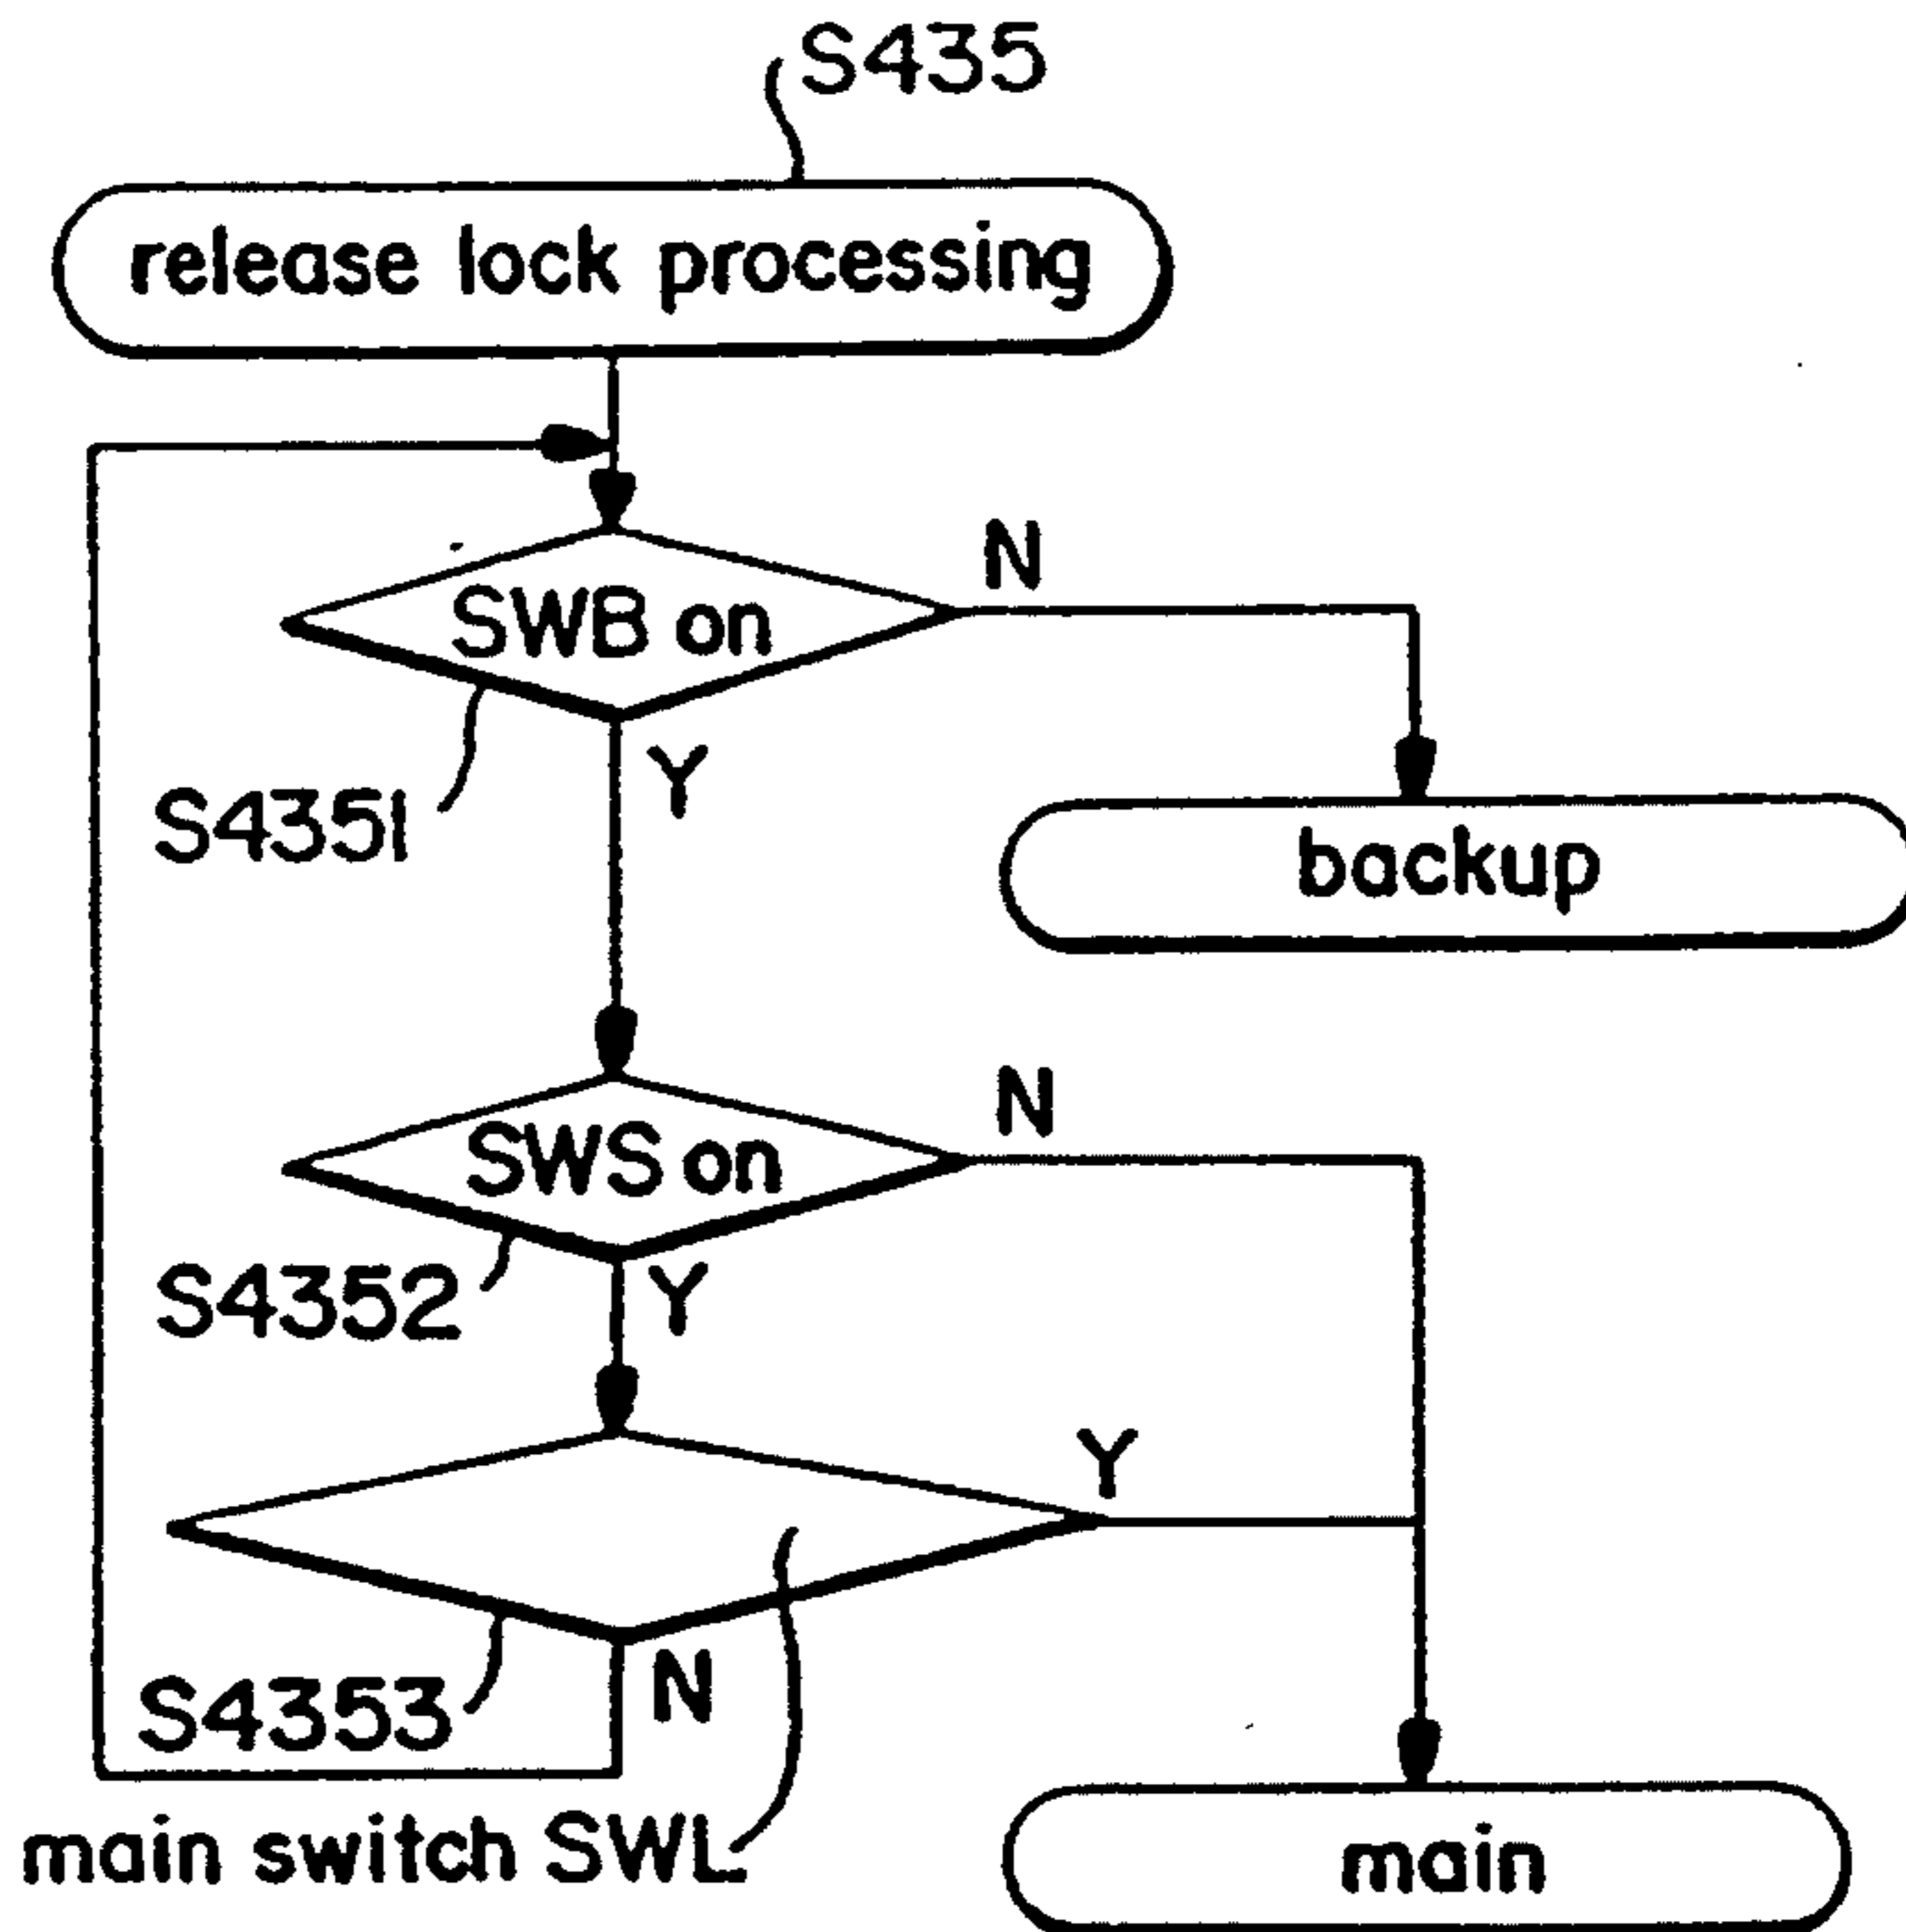 S435
release lock processing
SWB on
N
Y
S4351
backup
SWS on
N
S4352
Y
Y
S4353
N
main switch SWL
main